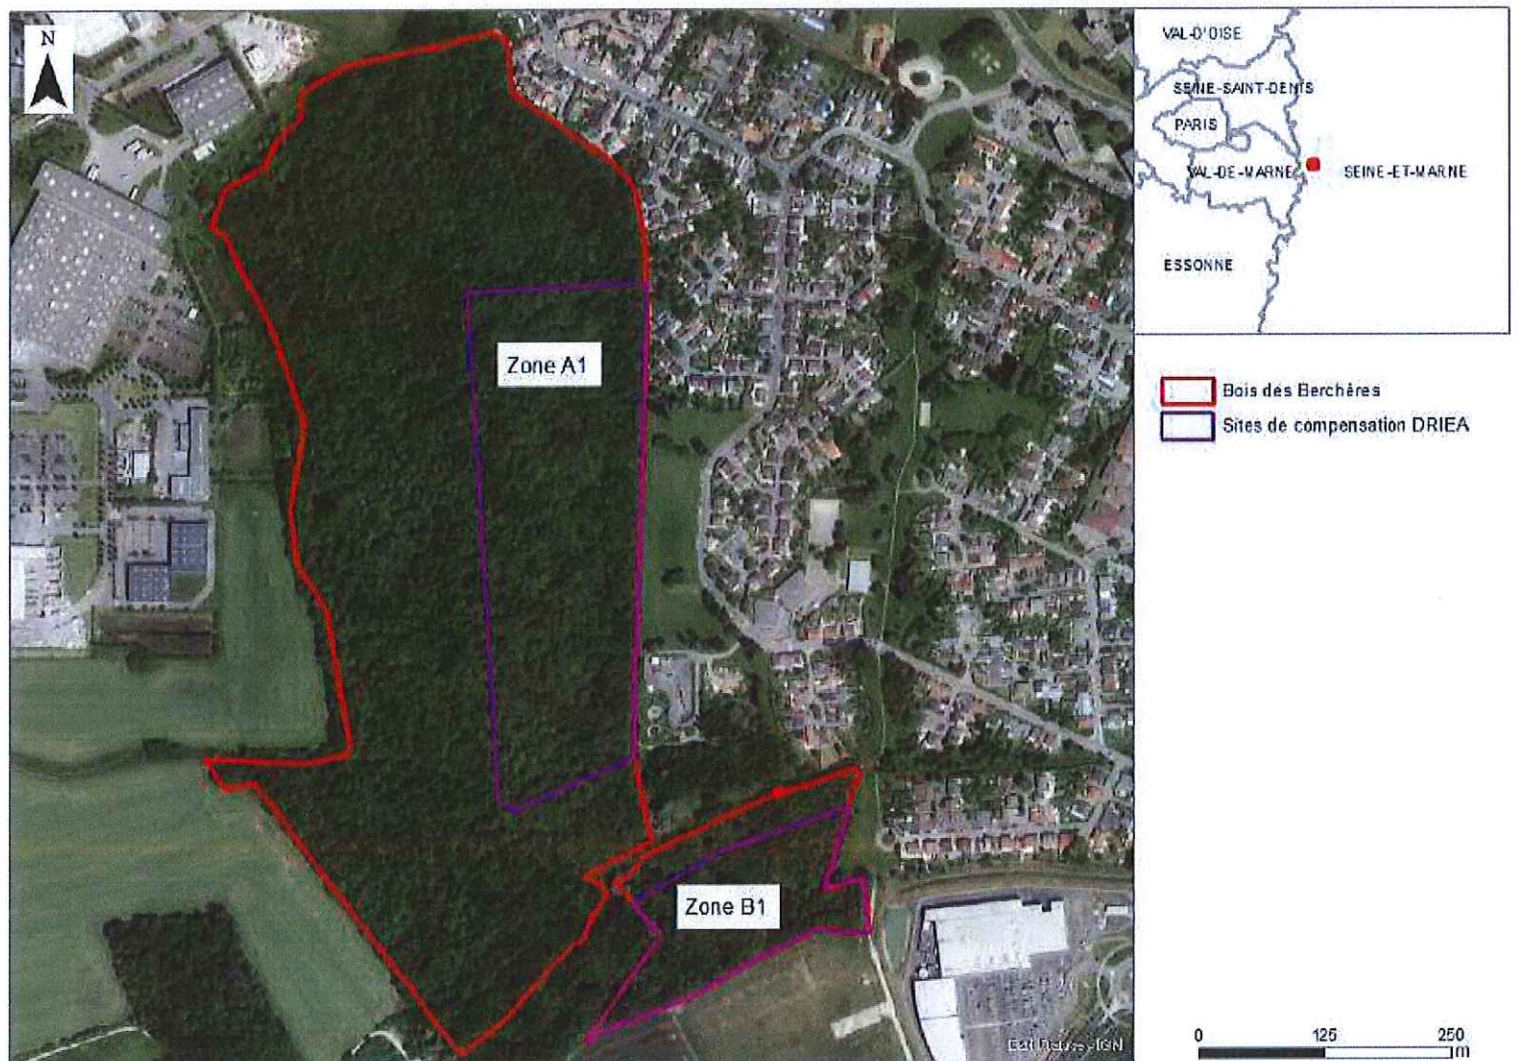 N
Zone A1
Zone B1
VAL-D'OISE
SEINE-SAINT-DENIS
PARIS
VAL-DE-MARNE
SEINE-ET-MARNE
ESSONNE
Bois des Berchères
Sites de compensation DRIEA
0 125 250
m